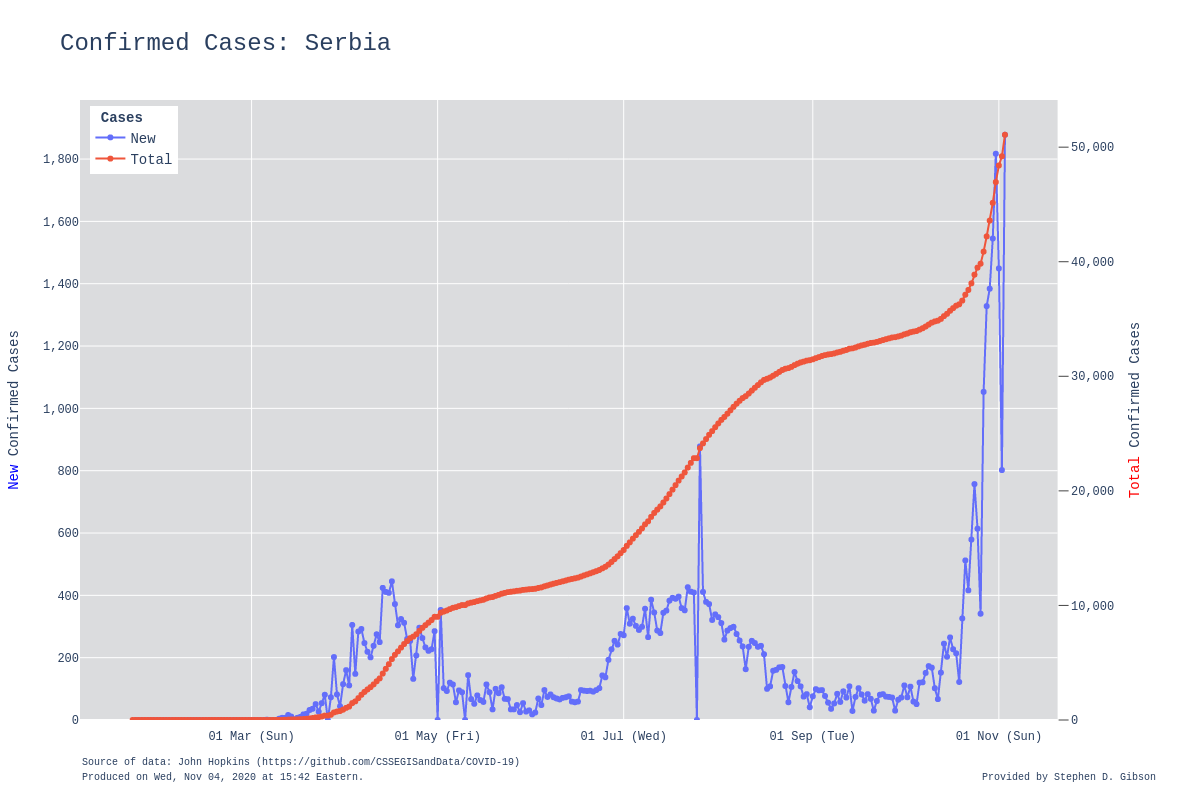 Confirmed Cases: Serbia
Cases
New
Total
1,800
1,600
1,400
1,200
1,000
800
600
400
200
0
New Confirmed Cases
50,000
40,000
30,000
20,000
10,000
0
Total Confirmed Cases
01 Mar (Sun)
01 May (Fri)
01 Jul (Wed)
01 Sep (Tue)
01 Nov (Sun)
Source of data: John Hopkins (https://github.com/CSSEGISandData/COVID-19)
Produced on Wed, Nov 04, 2020 at 15:42 Eastern.
Provided by Stephen D. Gibson